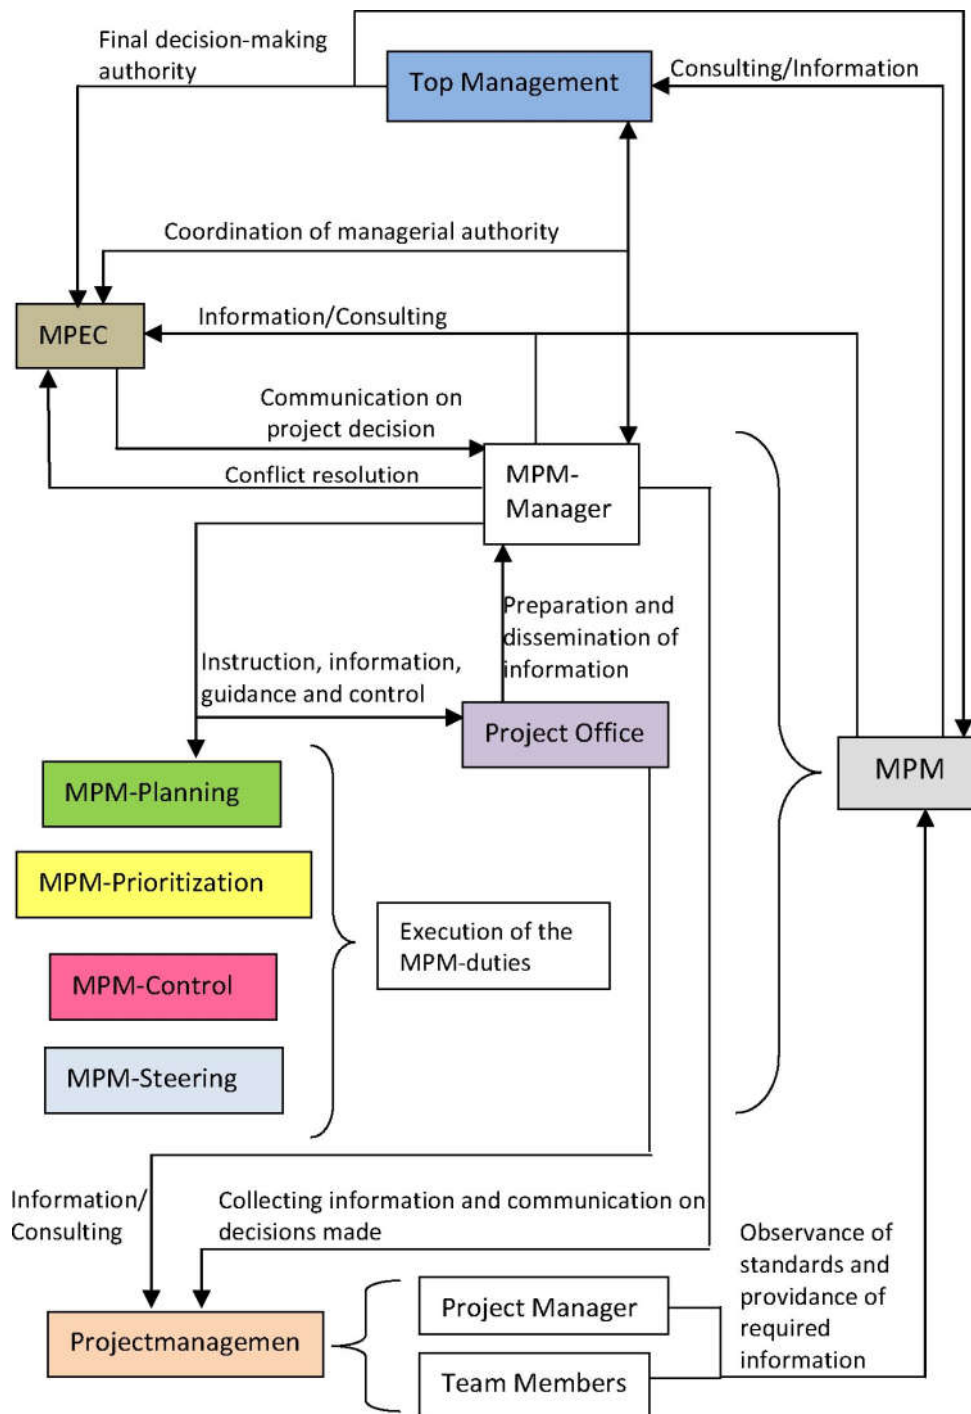 Final decision-making
authority
Top Management
Consulting/Information
Coordination of managerial authority
MPEC
Information/Consulting
Communication on
project decision
Conflict resolution
MPM-
Manager
Preparation and
dissemination of
information
Instruction, information,
guidance and control
Project Office
MPM
MPM-Planning
MPM-Prioritization
Execution of the
MPM-duties
MPM-Control
MPM-Steering
Information/
Consulting
Collecting information and communication on
decisions made
Observance of
standards and
providance of
required
information
Projectmanagemen
Project Manager
Team Members